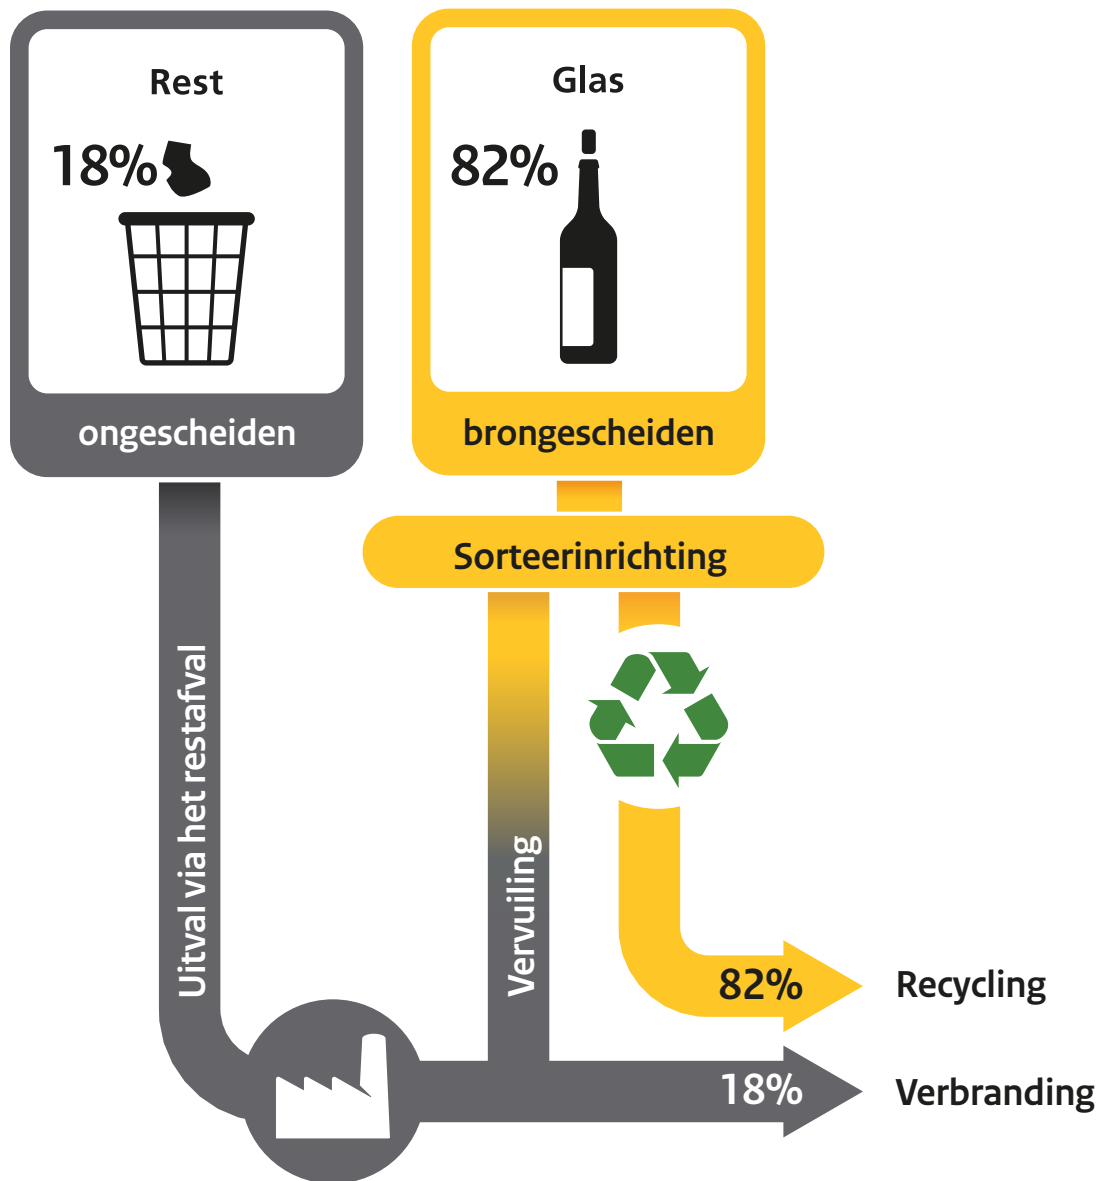 Rest
18%
ongescheiden
Glas
82%
brongescheiden
Sorteerinrichting
Uitval via het restafval
Vervuiling
82%
Recycling
18%
Verbranding